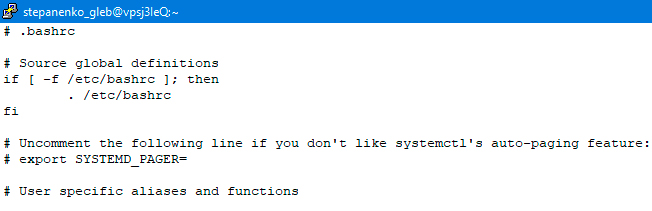 stepanenko_gleb@vpsj3leQ:~
# .bashrc
# Source global definitions
if [ -f /etc/bashrc ]; then
        . /etc/bashrc
fi
# Uncomment the following line if you don't like systemctl's auto-paging feature:
# export SYSTEMD_PAGER=
# User specific aliases and functions